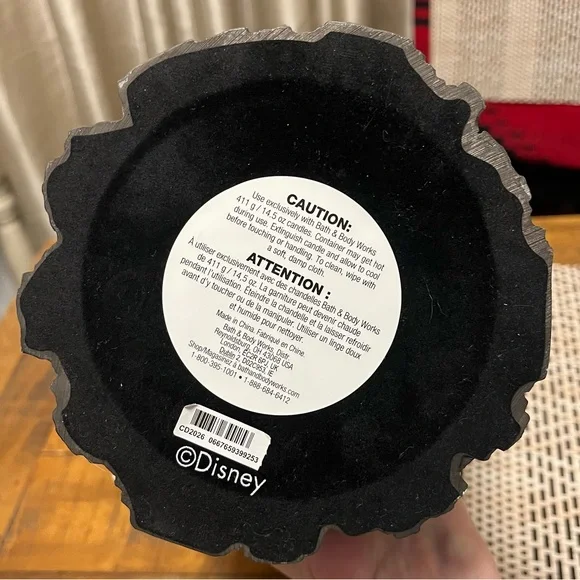 CAUTION:
Use exclusively with Bath & Body Works
411 g / 14.5 oz candles. Container may get hot
during use. Extinguish candle and allow to cool
before touching or handling. To clean, wipe with
a soft, damp cloth.
ATTENTION :
À utiliser exclusivement avec des chandelles Bath & Body Works
de 411 g / 14,5 oz. La garniture peut devenir chaude
pendant l'utilisation. Éteindre la chandelle et la laisser refroidir
avant d'y toucher ou de la manipuler. Utiliser un linge doux
et humide pour nettoyer.
Made in China. Fabriqué en Chine.
Bath & Body Works, Distr.
Reynoldsburg, OH 43068 USA
London, EC2R 8PJ, UK
Dublin 2, D02C953, IE
Shop/Magasinez à bathandbodyworks.com
1-800-395-1001 • 1-888-684-6412
CD2026 0667659399253
©Disney